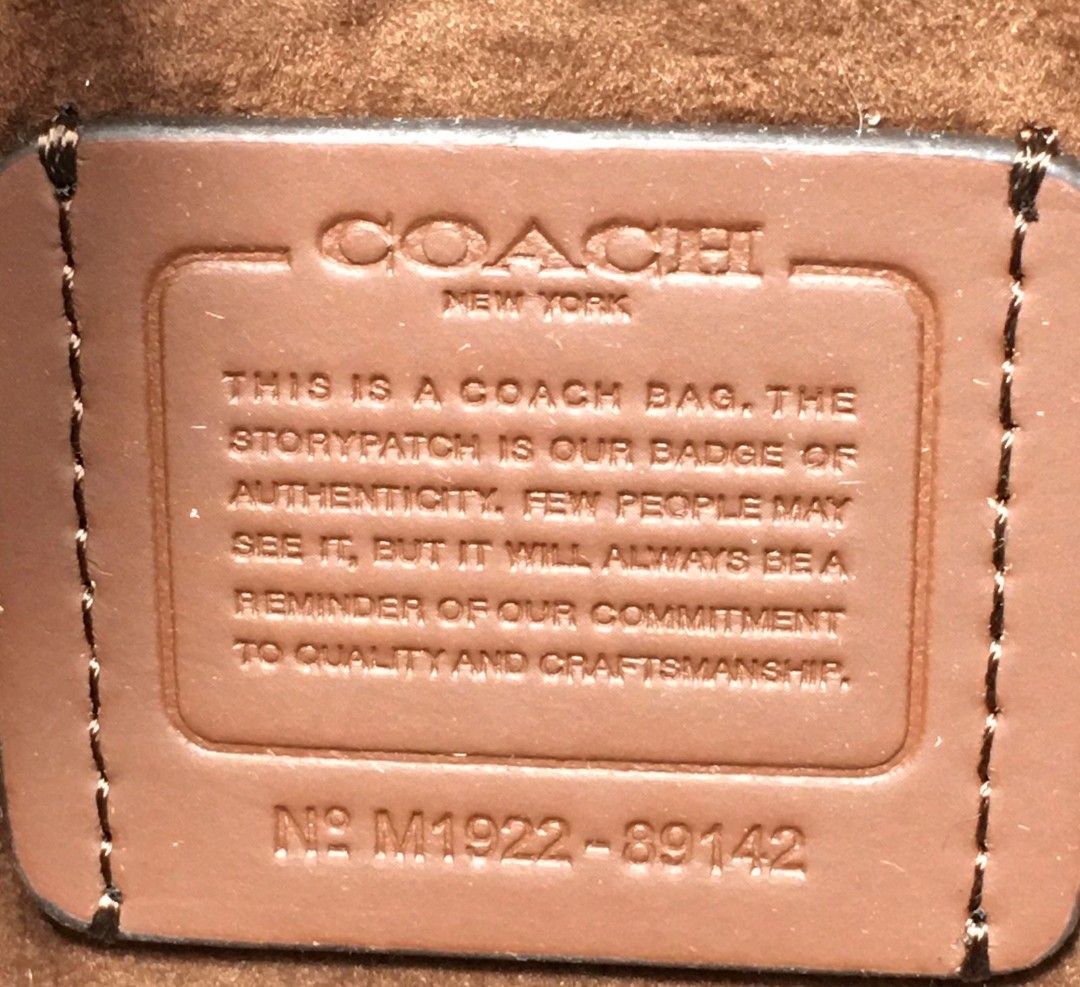 COACH
NEW YORK
THIS IS A COACH BAG. THE
STORYPATCH IS OUR BADGE OF
AUTHENTICITY. FEW PEOPLE MAY
SEE IT, BUT IT WILL ALWAYS BE A
REMINDER OF OUR COMMITMENT
TO QUALITY AND CRAFTSMANSHIP.
Nº M1922-89142